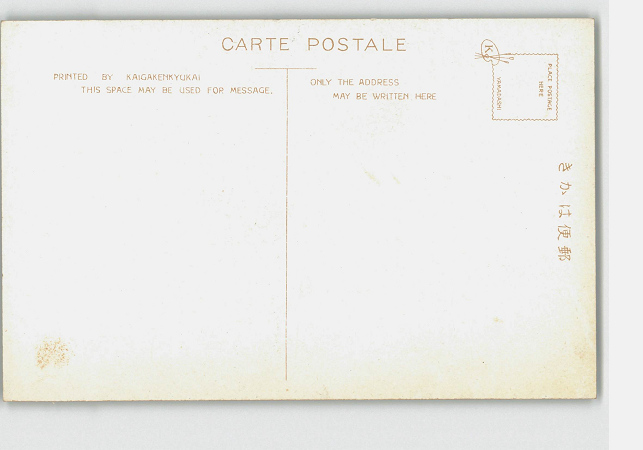 CARTE POSTALE
PRINTED BY KAIGAKENKYUKAI
THIS SPACE MAY BE USED FOR MESSAGE.
ONLY THE ADDRESS
MAY BE WRITTEN HERE
K
PLACE POSTAGE
HERE
YAMADASHI
きかは便郵